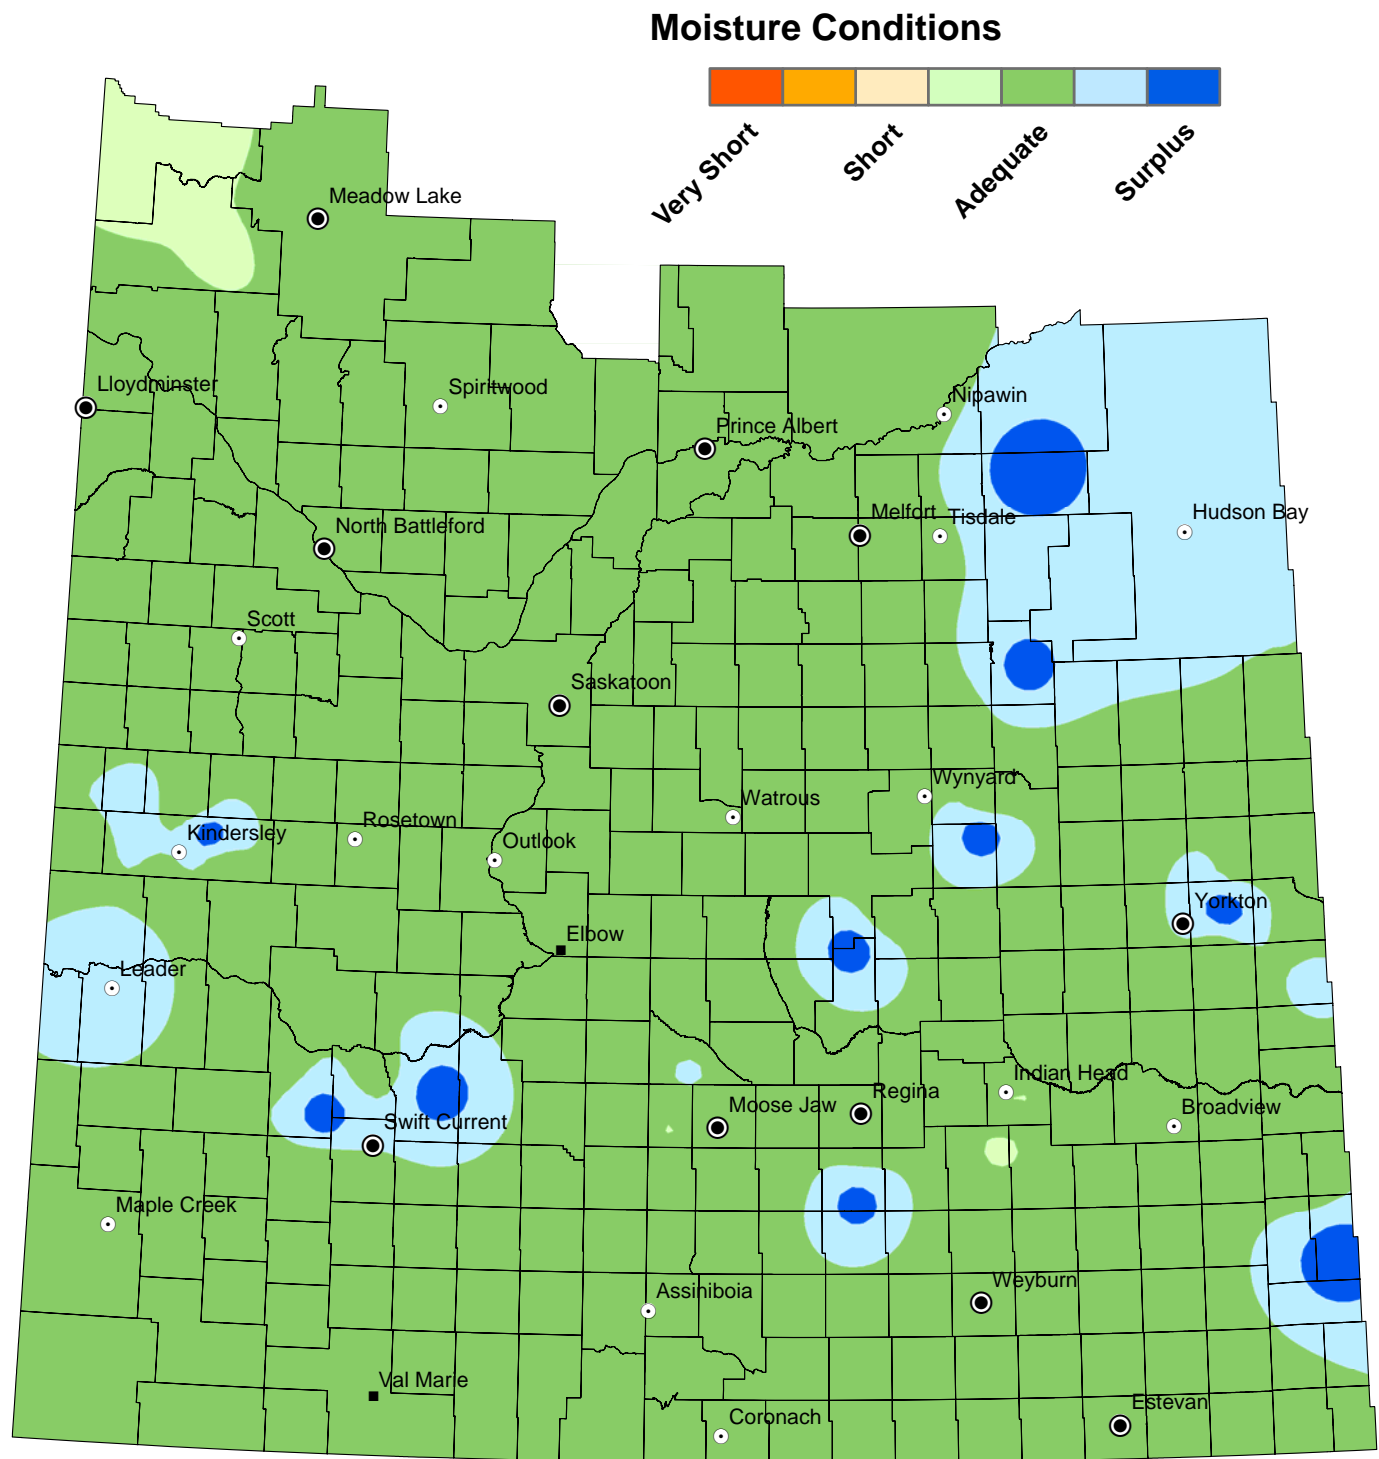 Moisture Conditions
Very Short
Short
Adequate
Surplus
Meadow Lake
Lloydminster
Spiritwood
Nipawin
Prince Albert
Melfort
Tisdale
Hudson Bay
North Battleford
Scott
Saskatoon
Wynyard
Watrous
Kindersley
Rosetown
Outlook
Yorkton
Elbow
Leader
Indian Head
Regina
Moose Jaw
Broadview
Swift Current
Maple Creek
Weyburn
Assiniboia
Val Marie
Estevan
Coronach